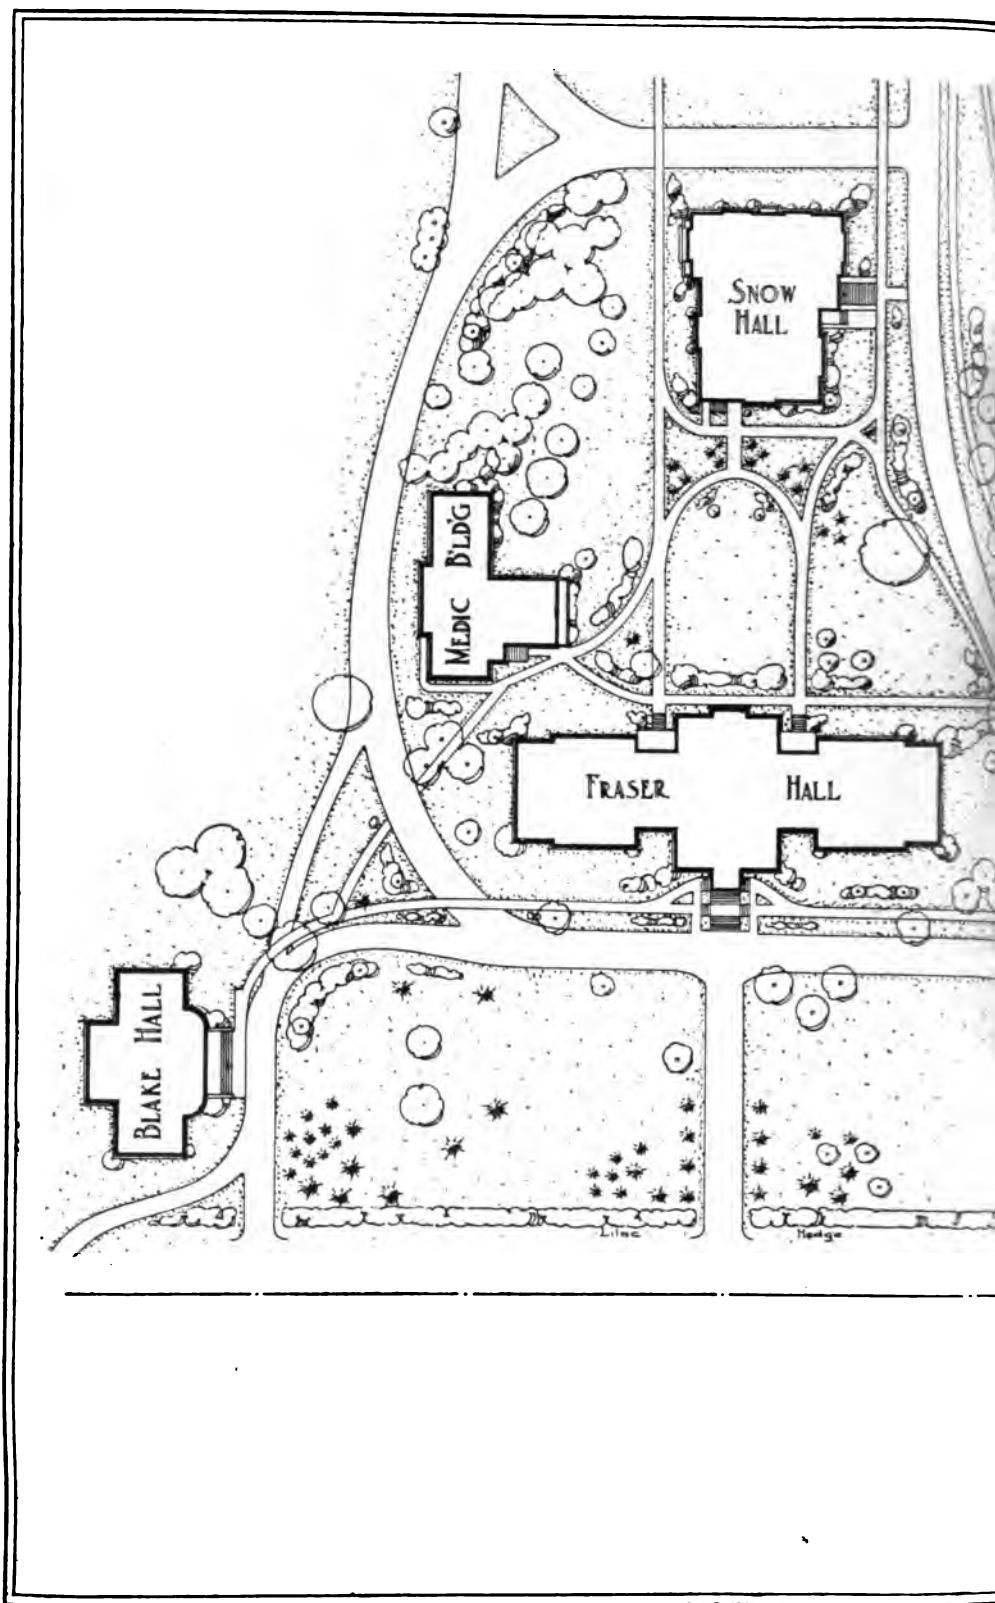 SNOW
HALL
MEDIC B'LD'G
FRASER HALL
BLAKE HALL
Lilac Hedge